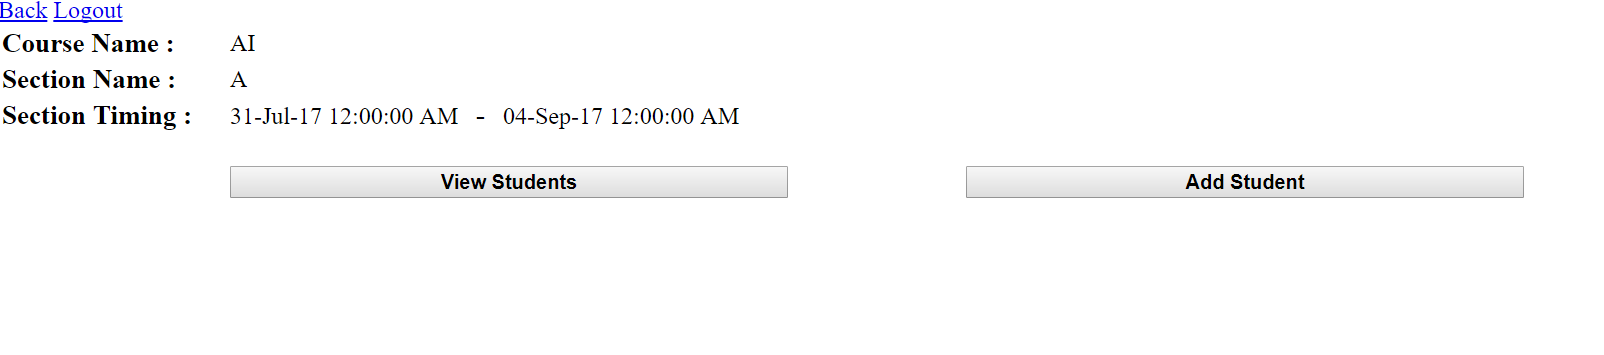 Back Logout
Course Name : AI
Section Name : A
Section Timing : 31-Jul-17 12:00:00 AM - 04-Sep-17 12:00:00 AM
View Students Add Student